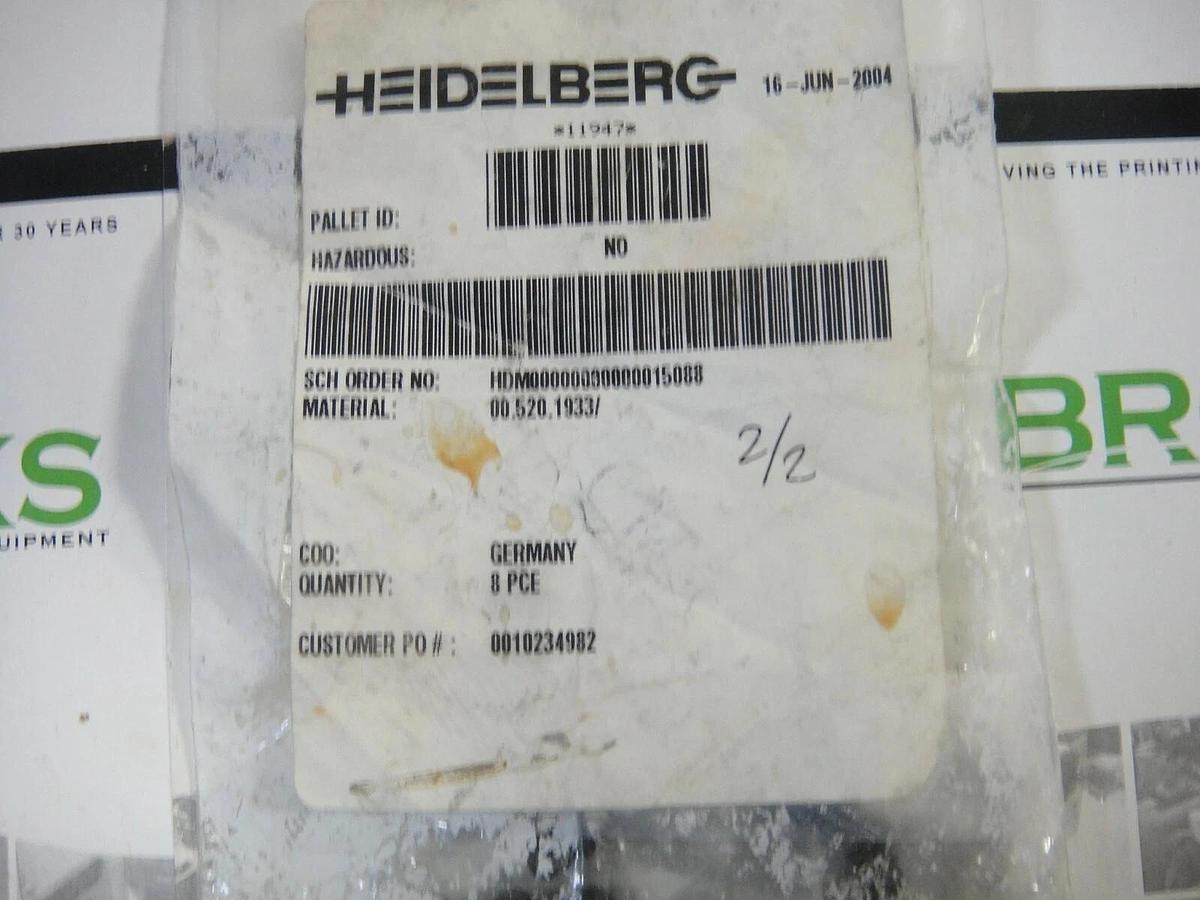 HEIDELBERG 16-JUN-2004
*11947*
PALLET ID:
HAZARDOUS: NO
SCH ORDER NO: HDM00000000000015088
MATERIAL: 00.520.1933/
2/2
COO: GERMANY
QUANTITY: 8 PCE
CUSTOMER PO # : 0010234982
30 YEARS
KS
UIPMENT
VING THE PRINTIN
BR